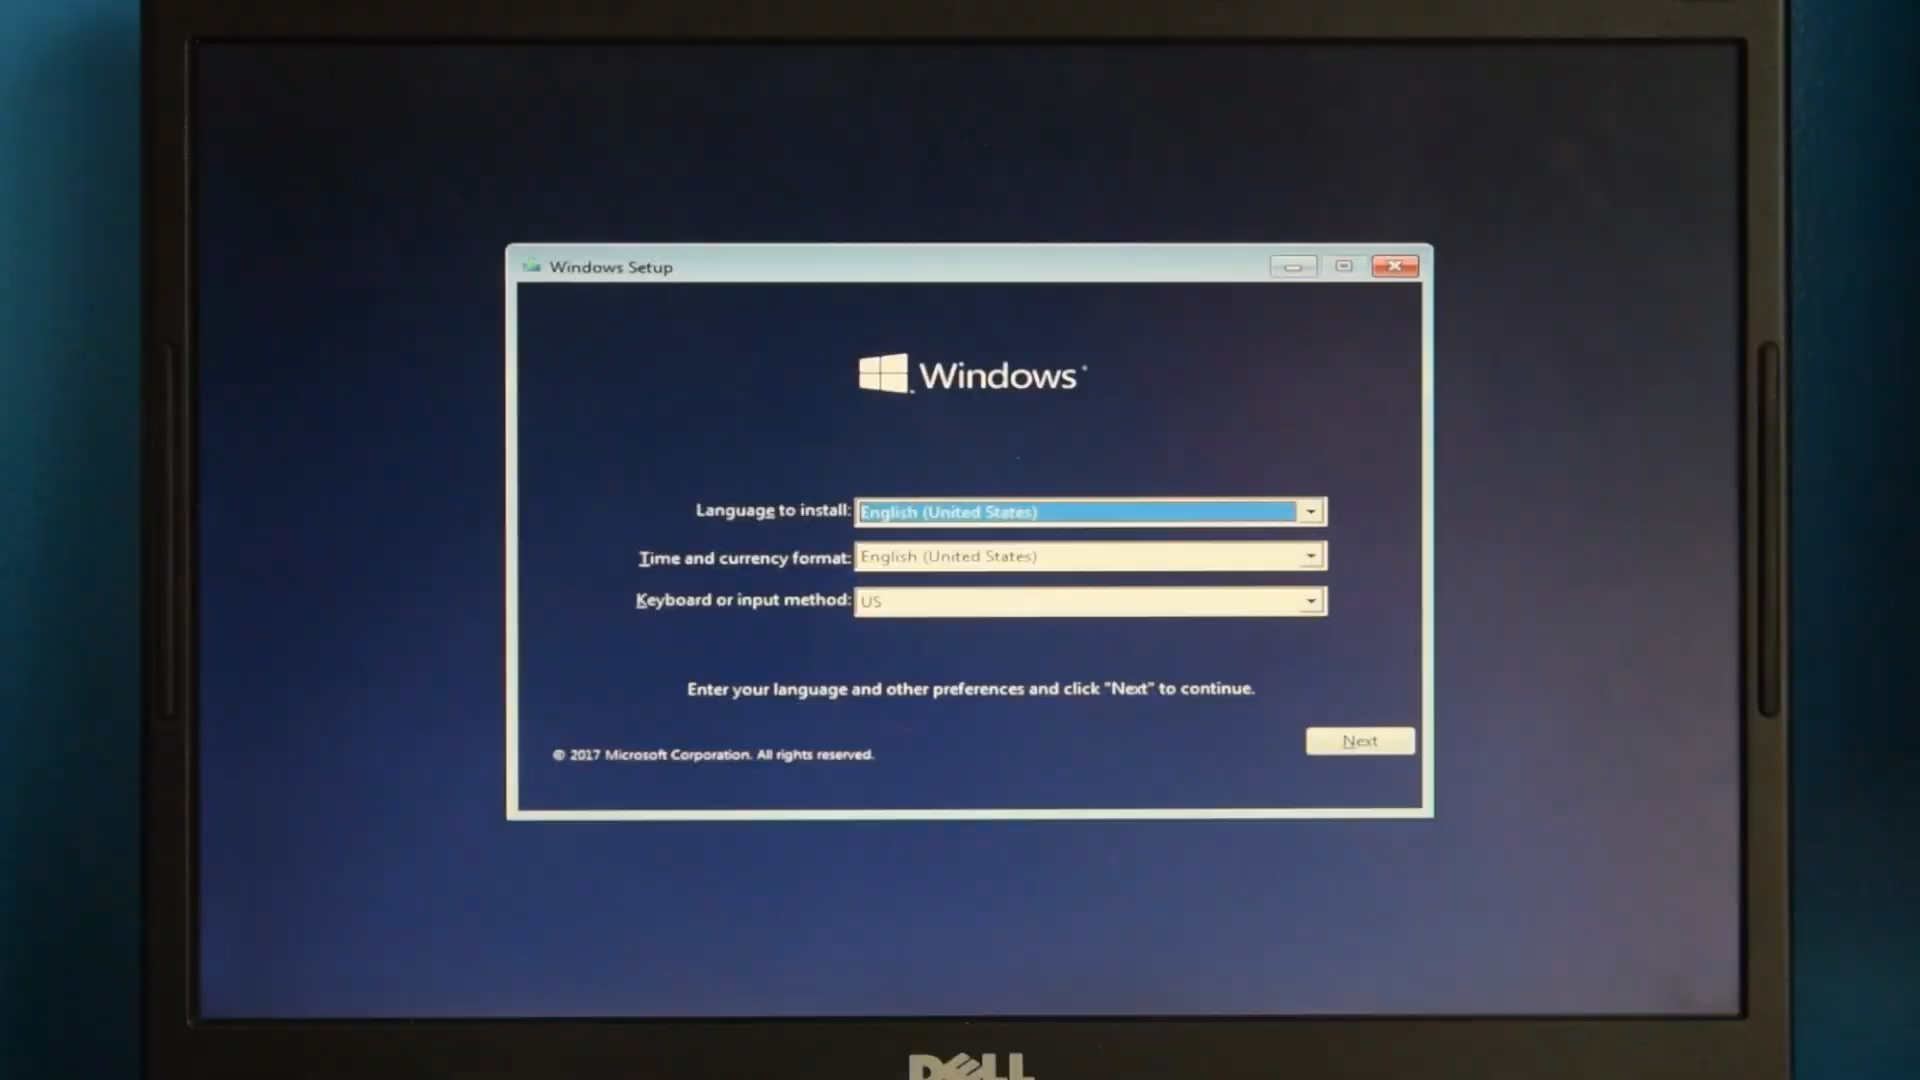 Windows Setup
Windows
Language to install: English (United States)
Time and currency format: English (United States)
Keyboard or input method: US
Enter your language and other preferences and click "Next" to continue.
Next
© 2017 Microsoft Corporation. All rights reserved.
DELL